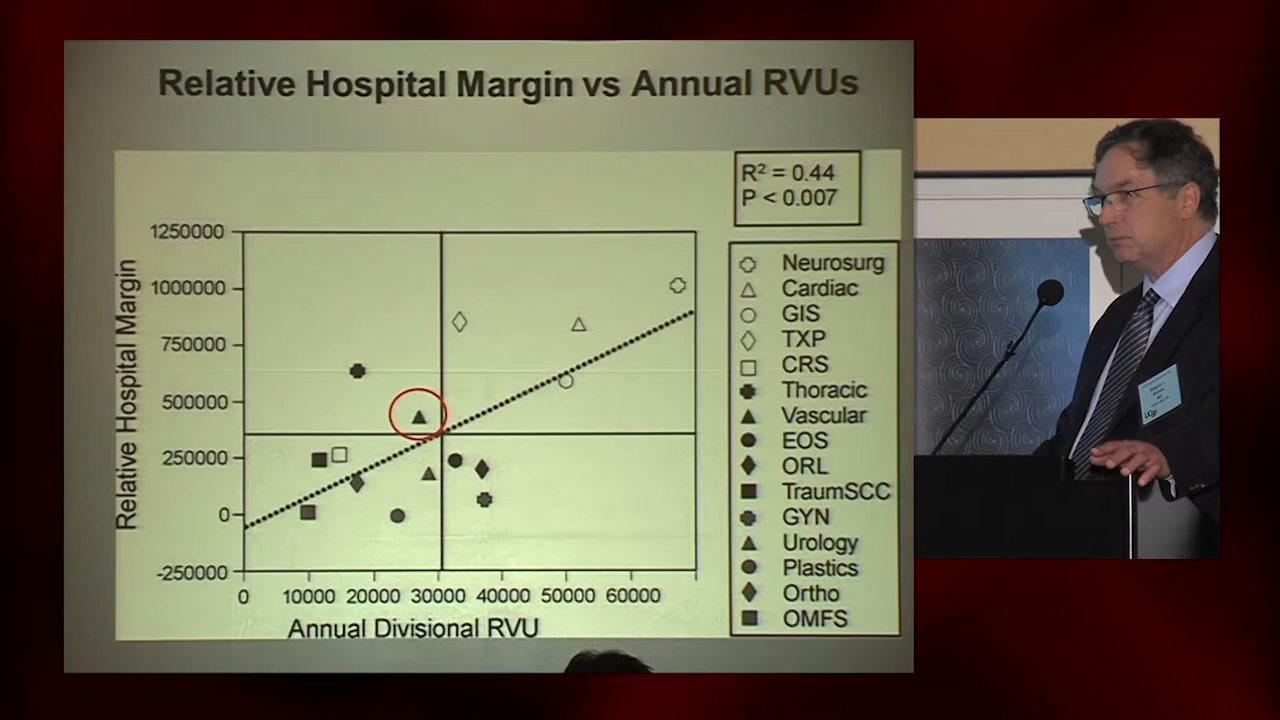 Relative Hospital Margin vs Annual RVUs
R² = 0.44
P < 0.007
1250000
1000000
750000
500000
250000
0
-250000
Relative Hospital Margin
0 10000 20000 30000 40000 50000 60000
Annual Divisional RVU
Neurosurg
Cardiac
GIS
TXP
CRS
Thoracic
Vascular
EOS
ORL
TraumSCC
GYN
Urology
Plastics
Ortho
OMFS